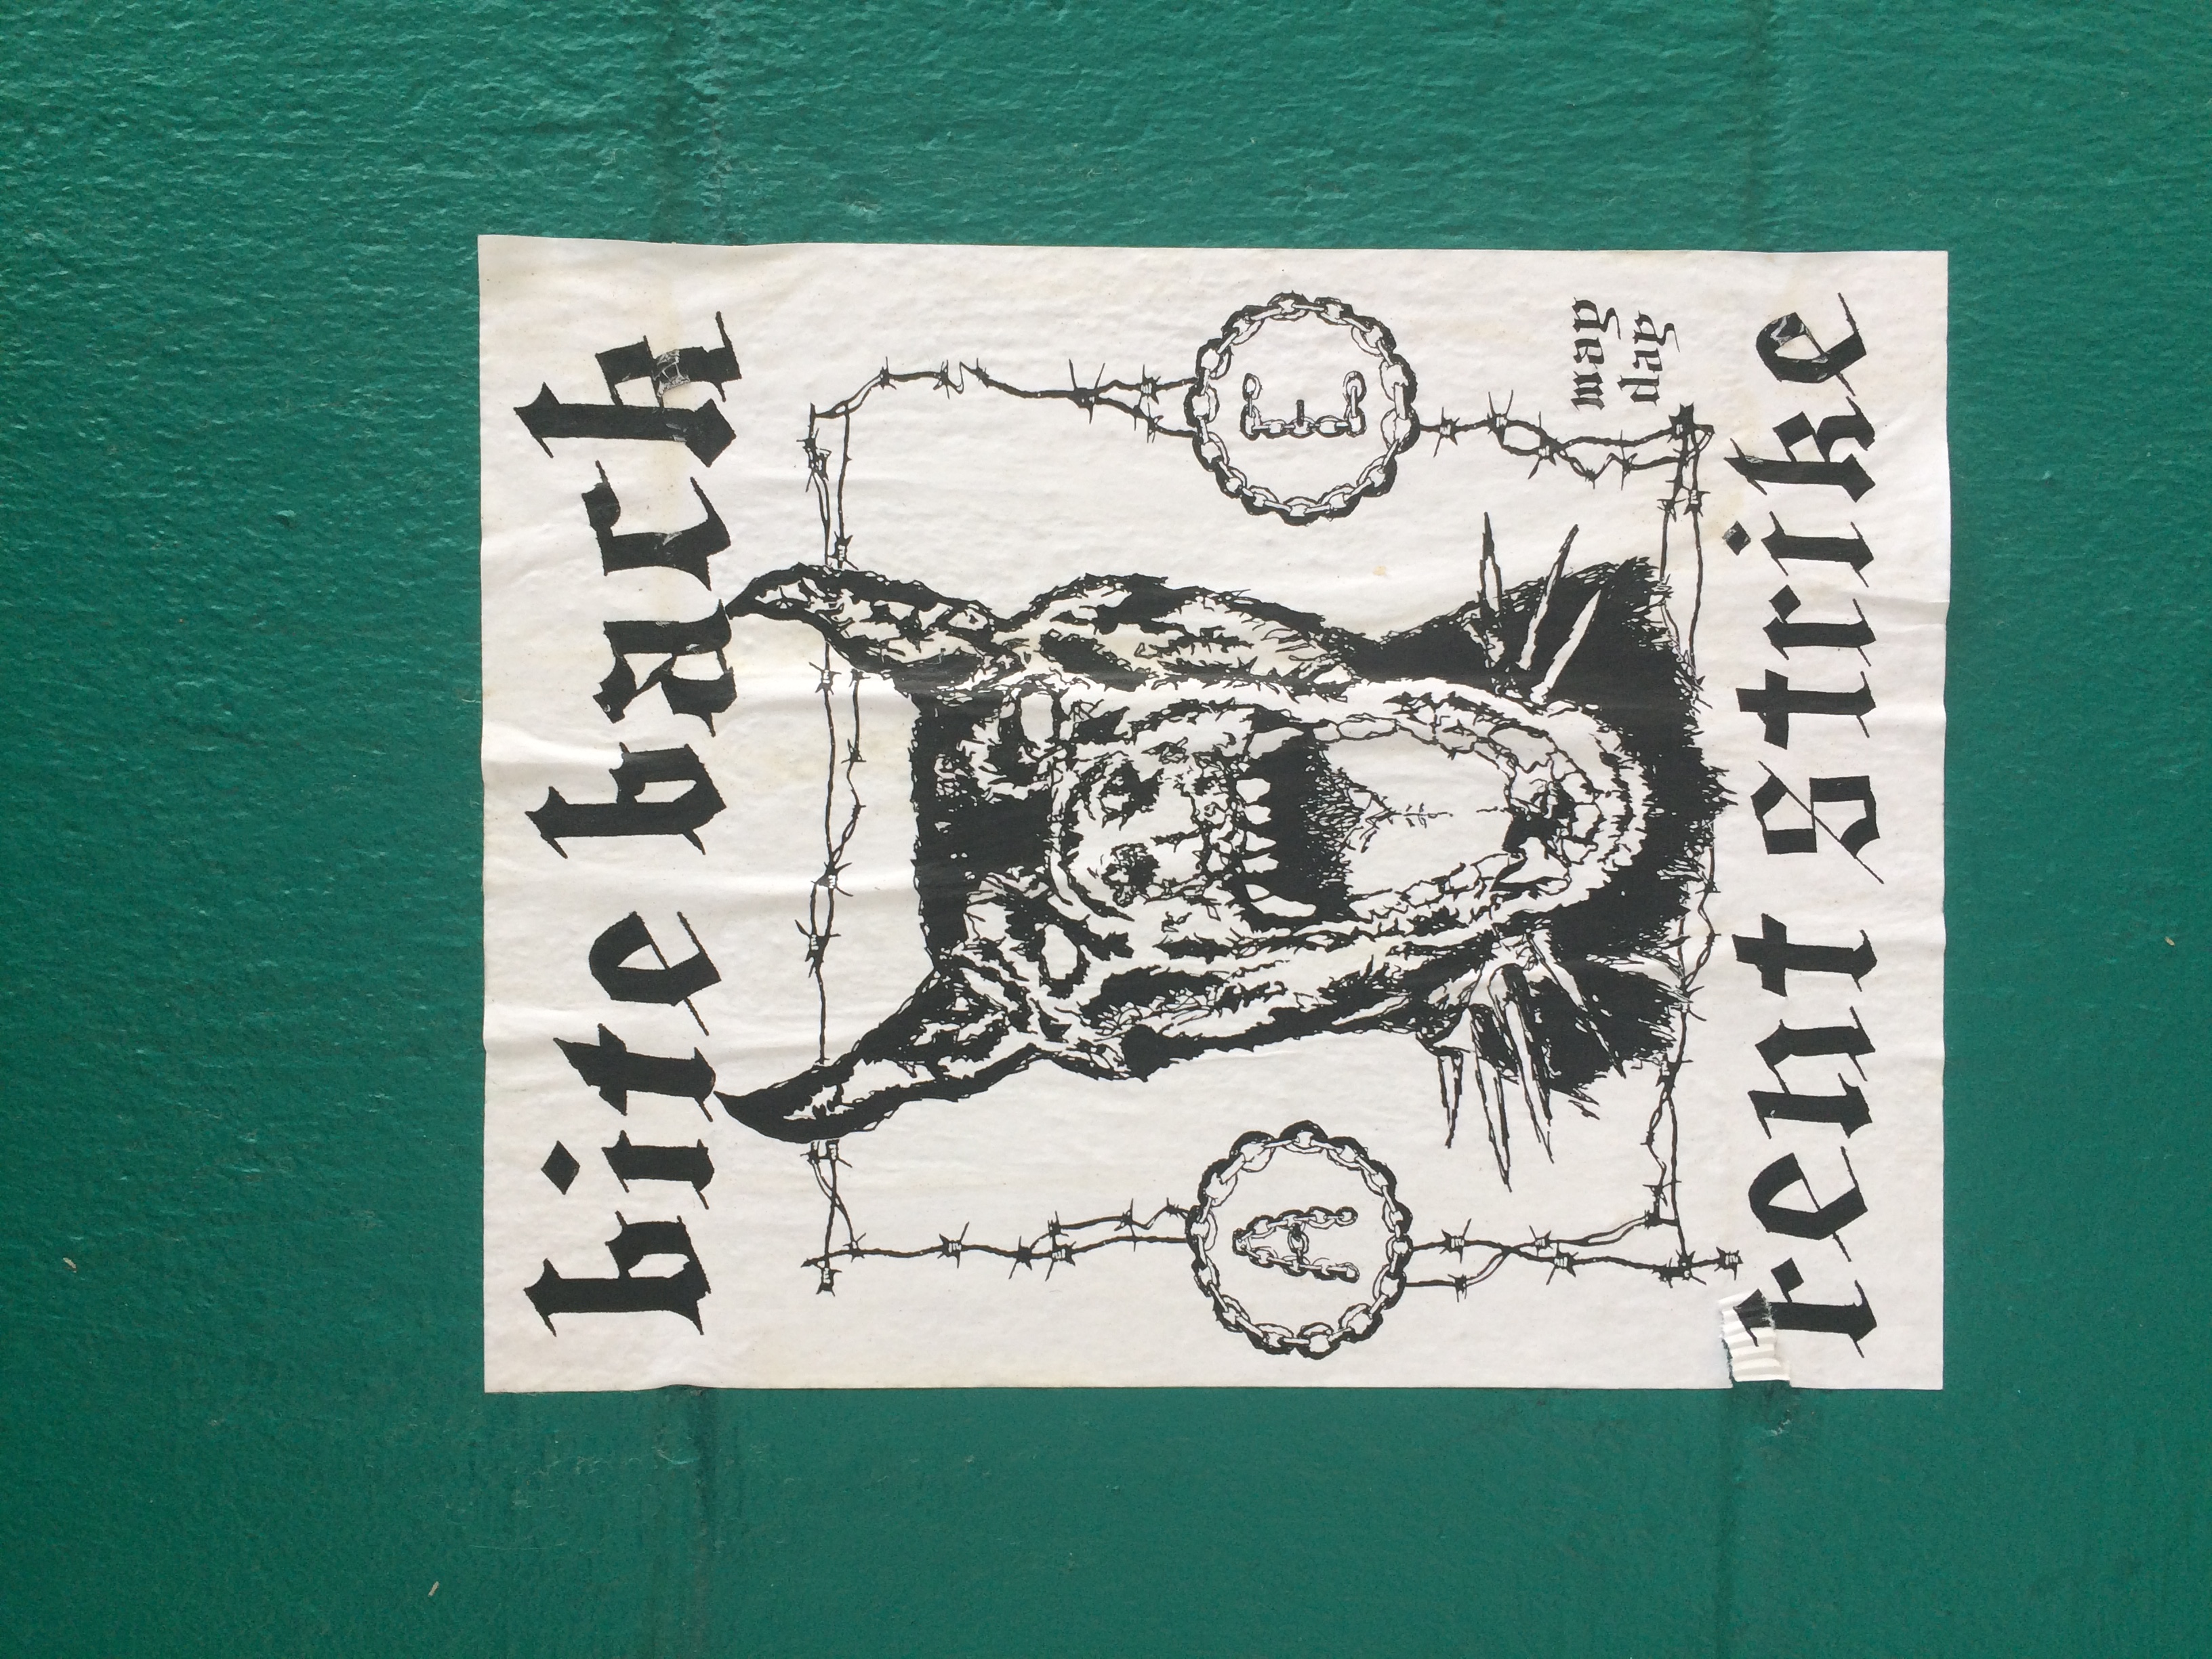 bite back
A
E
may
day
rent strike